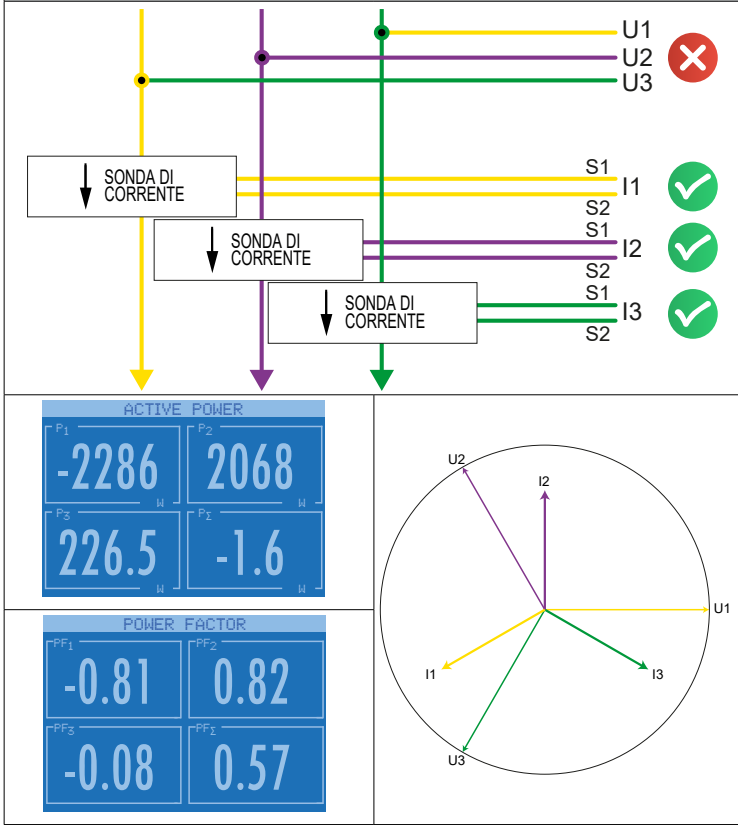 U1
U2
U3
SONDA DI
CORRENTE
S1
I1
S2
SONDA DI
CORRENTE
S1
I2
S2
SONDA DI
CORRENTE
S1
I3
S2
ACTIVE POWER
P1
-2286
W
P2
2068
W
P3
226.5
W
PΣ
-1.6
W
POWER FACTOR
PF1
-0.81
PF2
0.82
PF3
-0.08
PFΣ
0.57
U2
I2
U1
I1
I3
U3